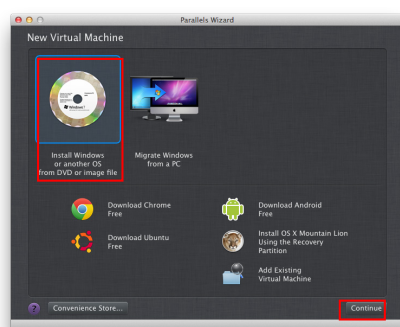 Parallels Wizard
New Virtual Machine
Install Windows
or another OS
from DVD or image file
Migrate Windows
from a PC
Download Chrome
Free
Download Android
Free
Download Ubuntu
Free
Install OS X Mountain Lion
Using the Recovery
Partition
Add Existing
Virtual Machine
?
Convenience Store...
Continue